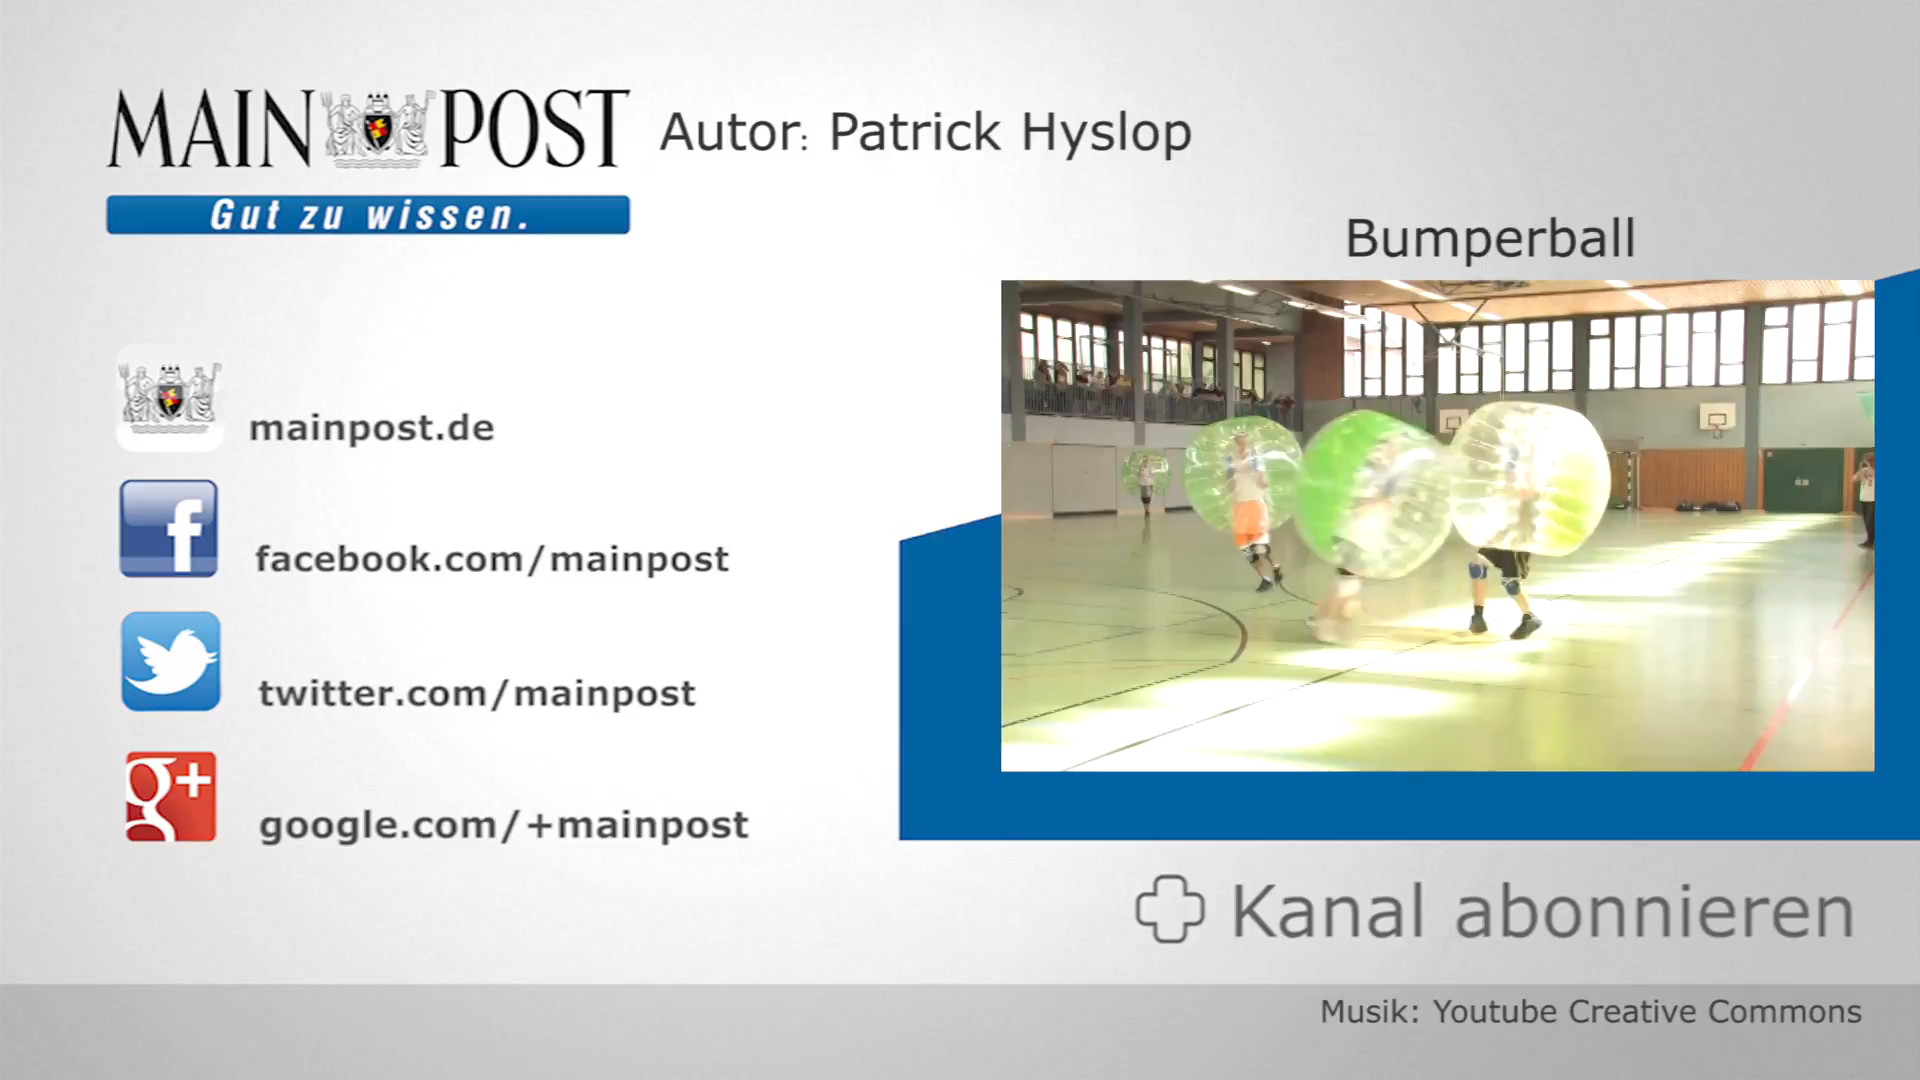 MAIN POST
Autor: Patrick Hyslop
Gut zu wissen.
Bumperball
mainpost.de
f
facebook.com/mainpost
twitter.com/mainpost
g+
google.com/+mainpost
Kanal abonnieren
Musik: Youtube Creative Commons